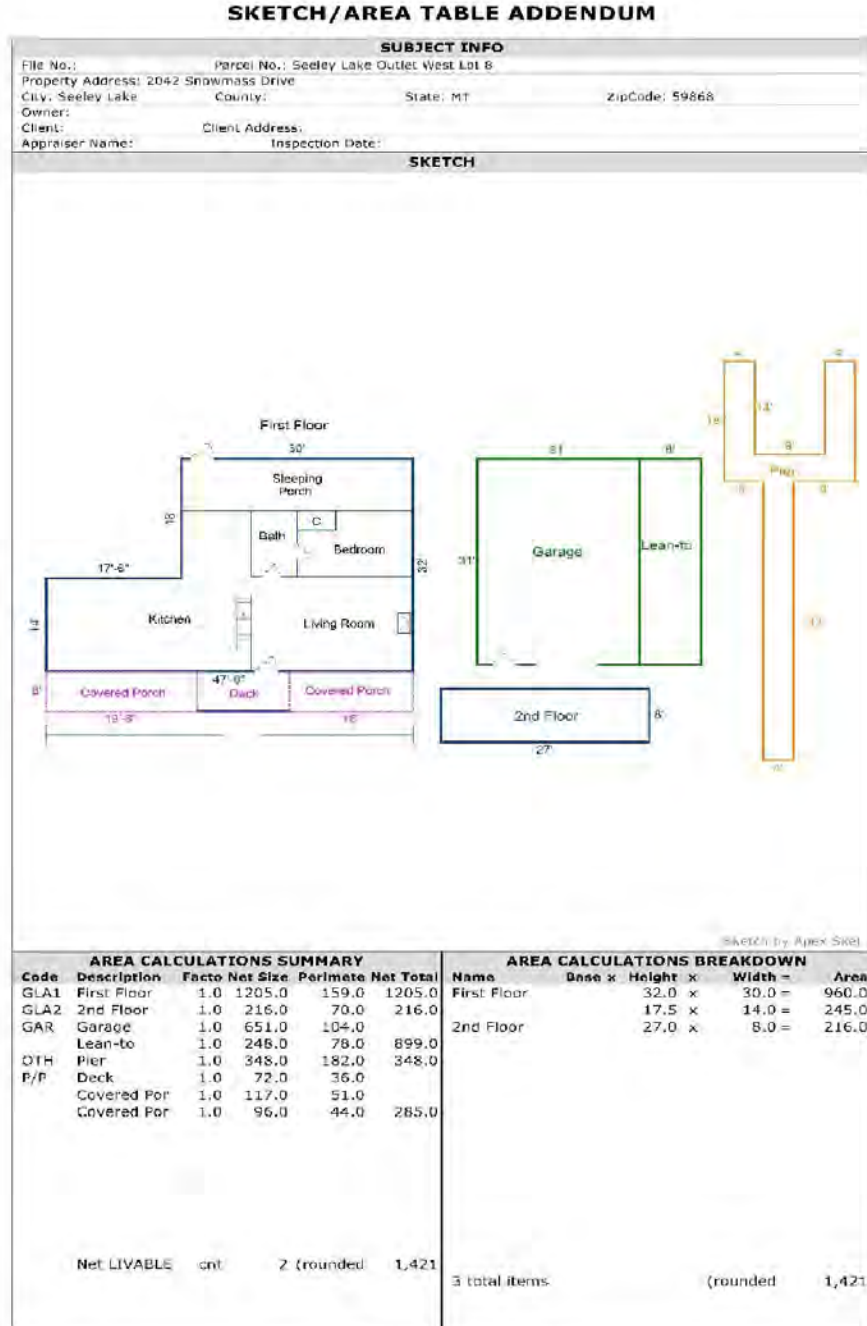 SKETCH/AREA TABLE ADDENDUM
SUBJECT INFO
File No.: Parcel No.: Seeley Lake Outlet West Lot 8
Property Address: 2042 Snowmass Drive
City: Seeley Lake County: State: MT ZipCode: 59868
Owner:
Client: Client Address:
Appraiser Name: Inspection Date:
SKETCH
First Floor
30'
Sleeping
Porch
18'
C
Bath
Bedroom
32'
17'-6"
14'
Kitchen
Living Room
8'
Covered Porch
Deck
Covered Porch
31'
Garage
8'
Lean-to
2nd Floor
8'
27'
Pier
Sketch by Apex
AREA CALCULATIONS SUMMARY
Code Description Facto Net Size Perimete Net Total
GLA1 First Floor 1.0 1205.0 159.0 1205.0
GLA2 2nd Floor 1.0 216.0 70.0 216.0
GAR Garage 1.0 651.0 104.0
Lean-to 1.0 248.0 78.0 899.0
OTH Pier 1.0 348.0 182.0 348.0
P/P Deck 1.0 72.0 36.0
Covered Por 1.0 117.0 51.0
Covered Por 1.0 96.0 44.0 285.0
Net LIVABLE cnt 2 (rounded 1,421
AREA CALCULATIONS BREAKDOWN
Name Base x Height x Width = Area
First Floor 32.0 x 30.0 = 960.0
17.5 x 14.0 = 245.0
2nd Floor 27.0 x 8.0 = 216.0
3 total items (rounded 1,421